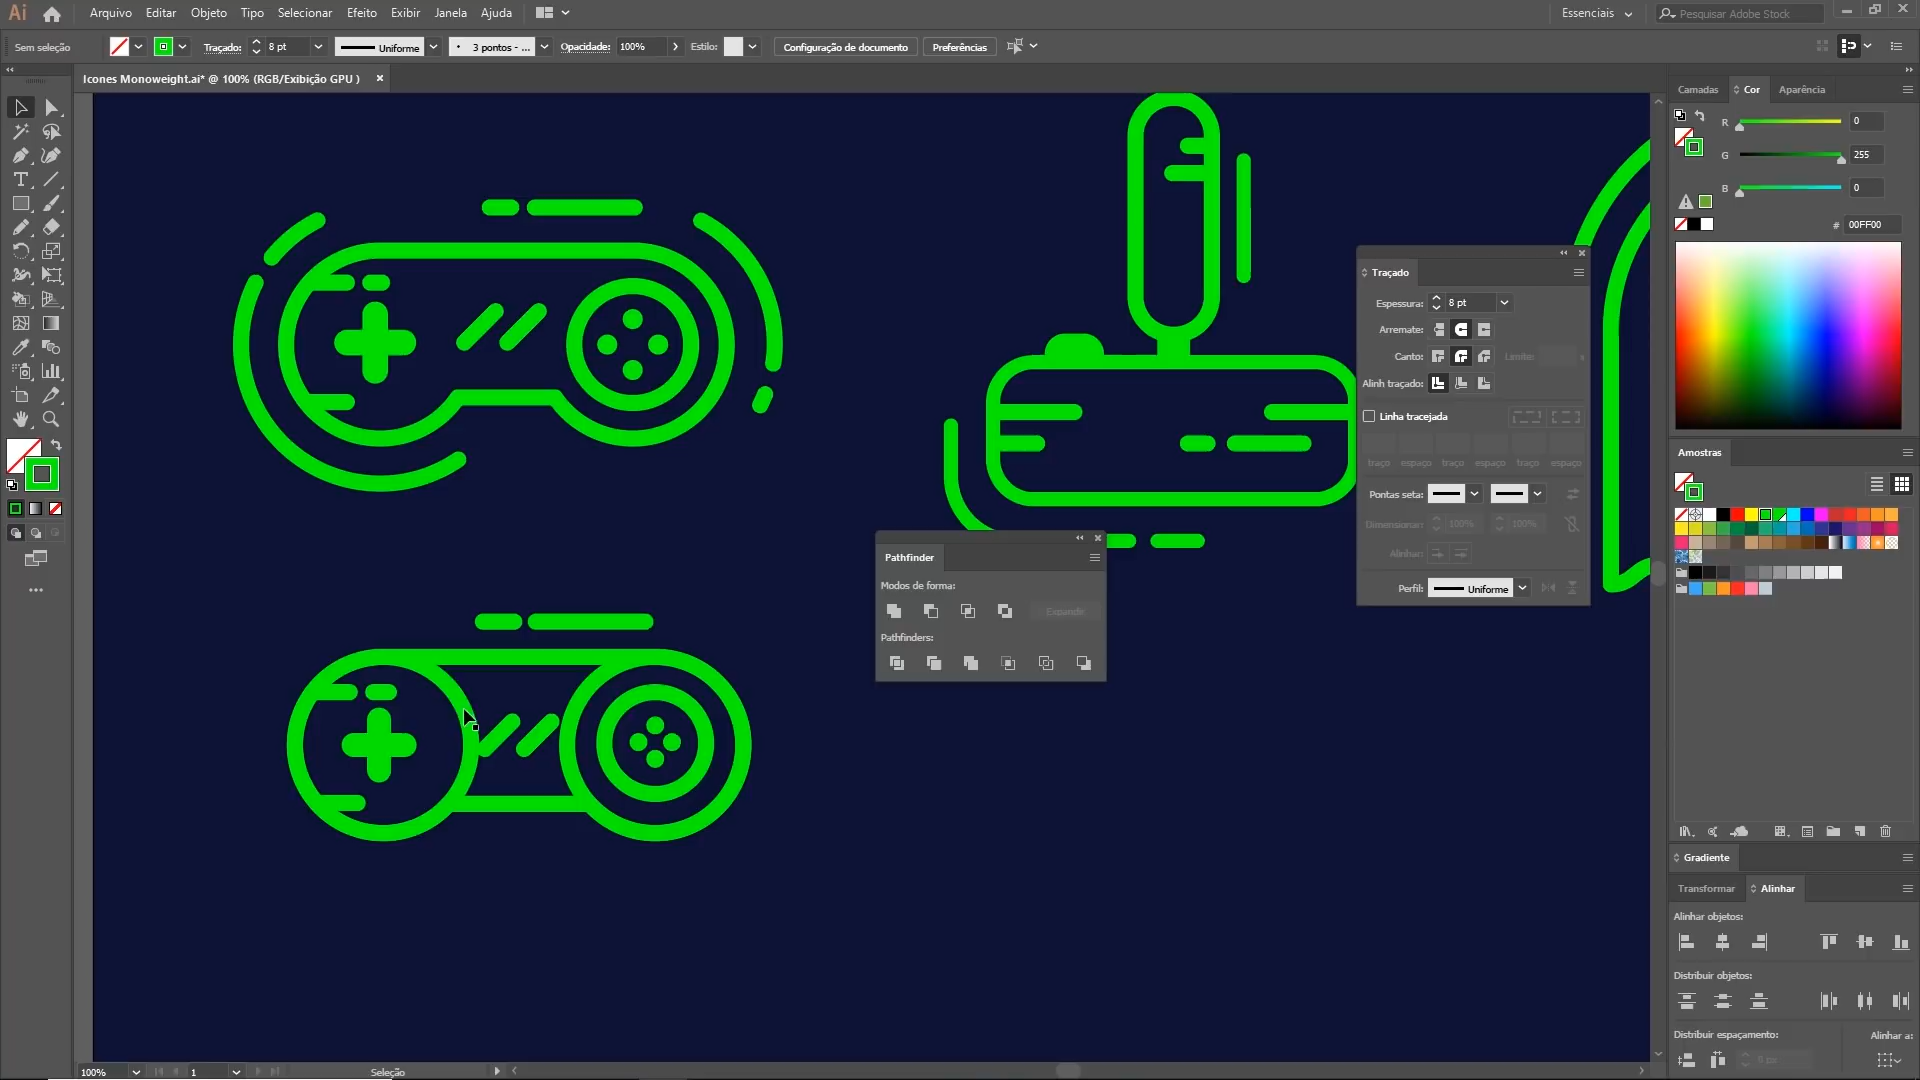 Ai Arquivo Editar Objeto Tipo Selecionar Efeito Exibir Janela Ajuda Essenciais Pesquisar Adobe Stock
Sem seleção Traçado: 8 pt Uniforme 3 pontos - ... Opacidade: 100% Estilo: Configuração de documento Preferências
Icones Monoweight.ai* @ 100% (RGB/Exibição GPU ) ×
Camadas Cor Aparência
R 0
G 255
B 0
# 00FF00
Traçado
Espessura: 8 pt
Arremate:
Canto: Limite:
Alinh traçado:
Linha tracejada
traço espaço traço espaço traço espaço
Pontas seta:
Dimensionar: 100% 100%
Alinhar:
Perfil: Uniforme
Pathfinder
Modos de forma:
Expandir
Pathfinders:
Amostras
Gradiente
Transformar Alinhar
Alinhar objetos:
Distribuir objetos:
Distribuir espaçamento: Alinhar a:
0 px
100% 1 Seleção